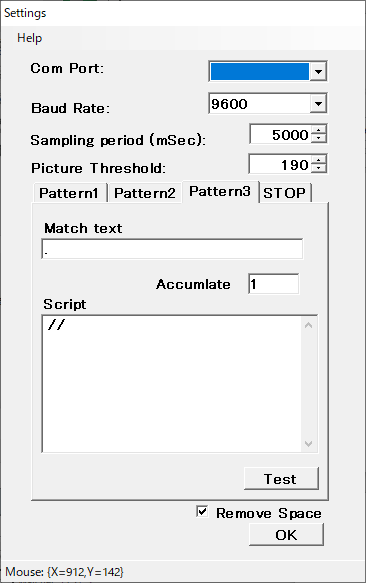 Settings
Help
Com Port:
Baud Rate: 9600
Sampling period (mSec): 5000
Picture Threshold: 190
Pattern1 Pattern2 Pattern3 STOP
Match text
.
Accumlate 1
Script
//
Test
Remove Space
OK
Mouse: {X=912,Y=142}